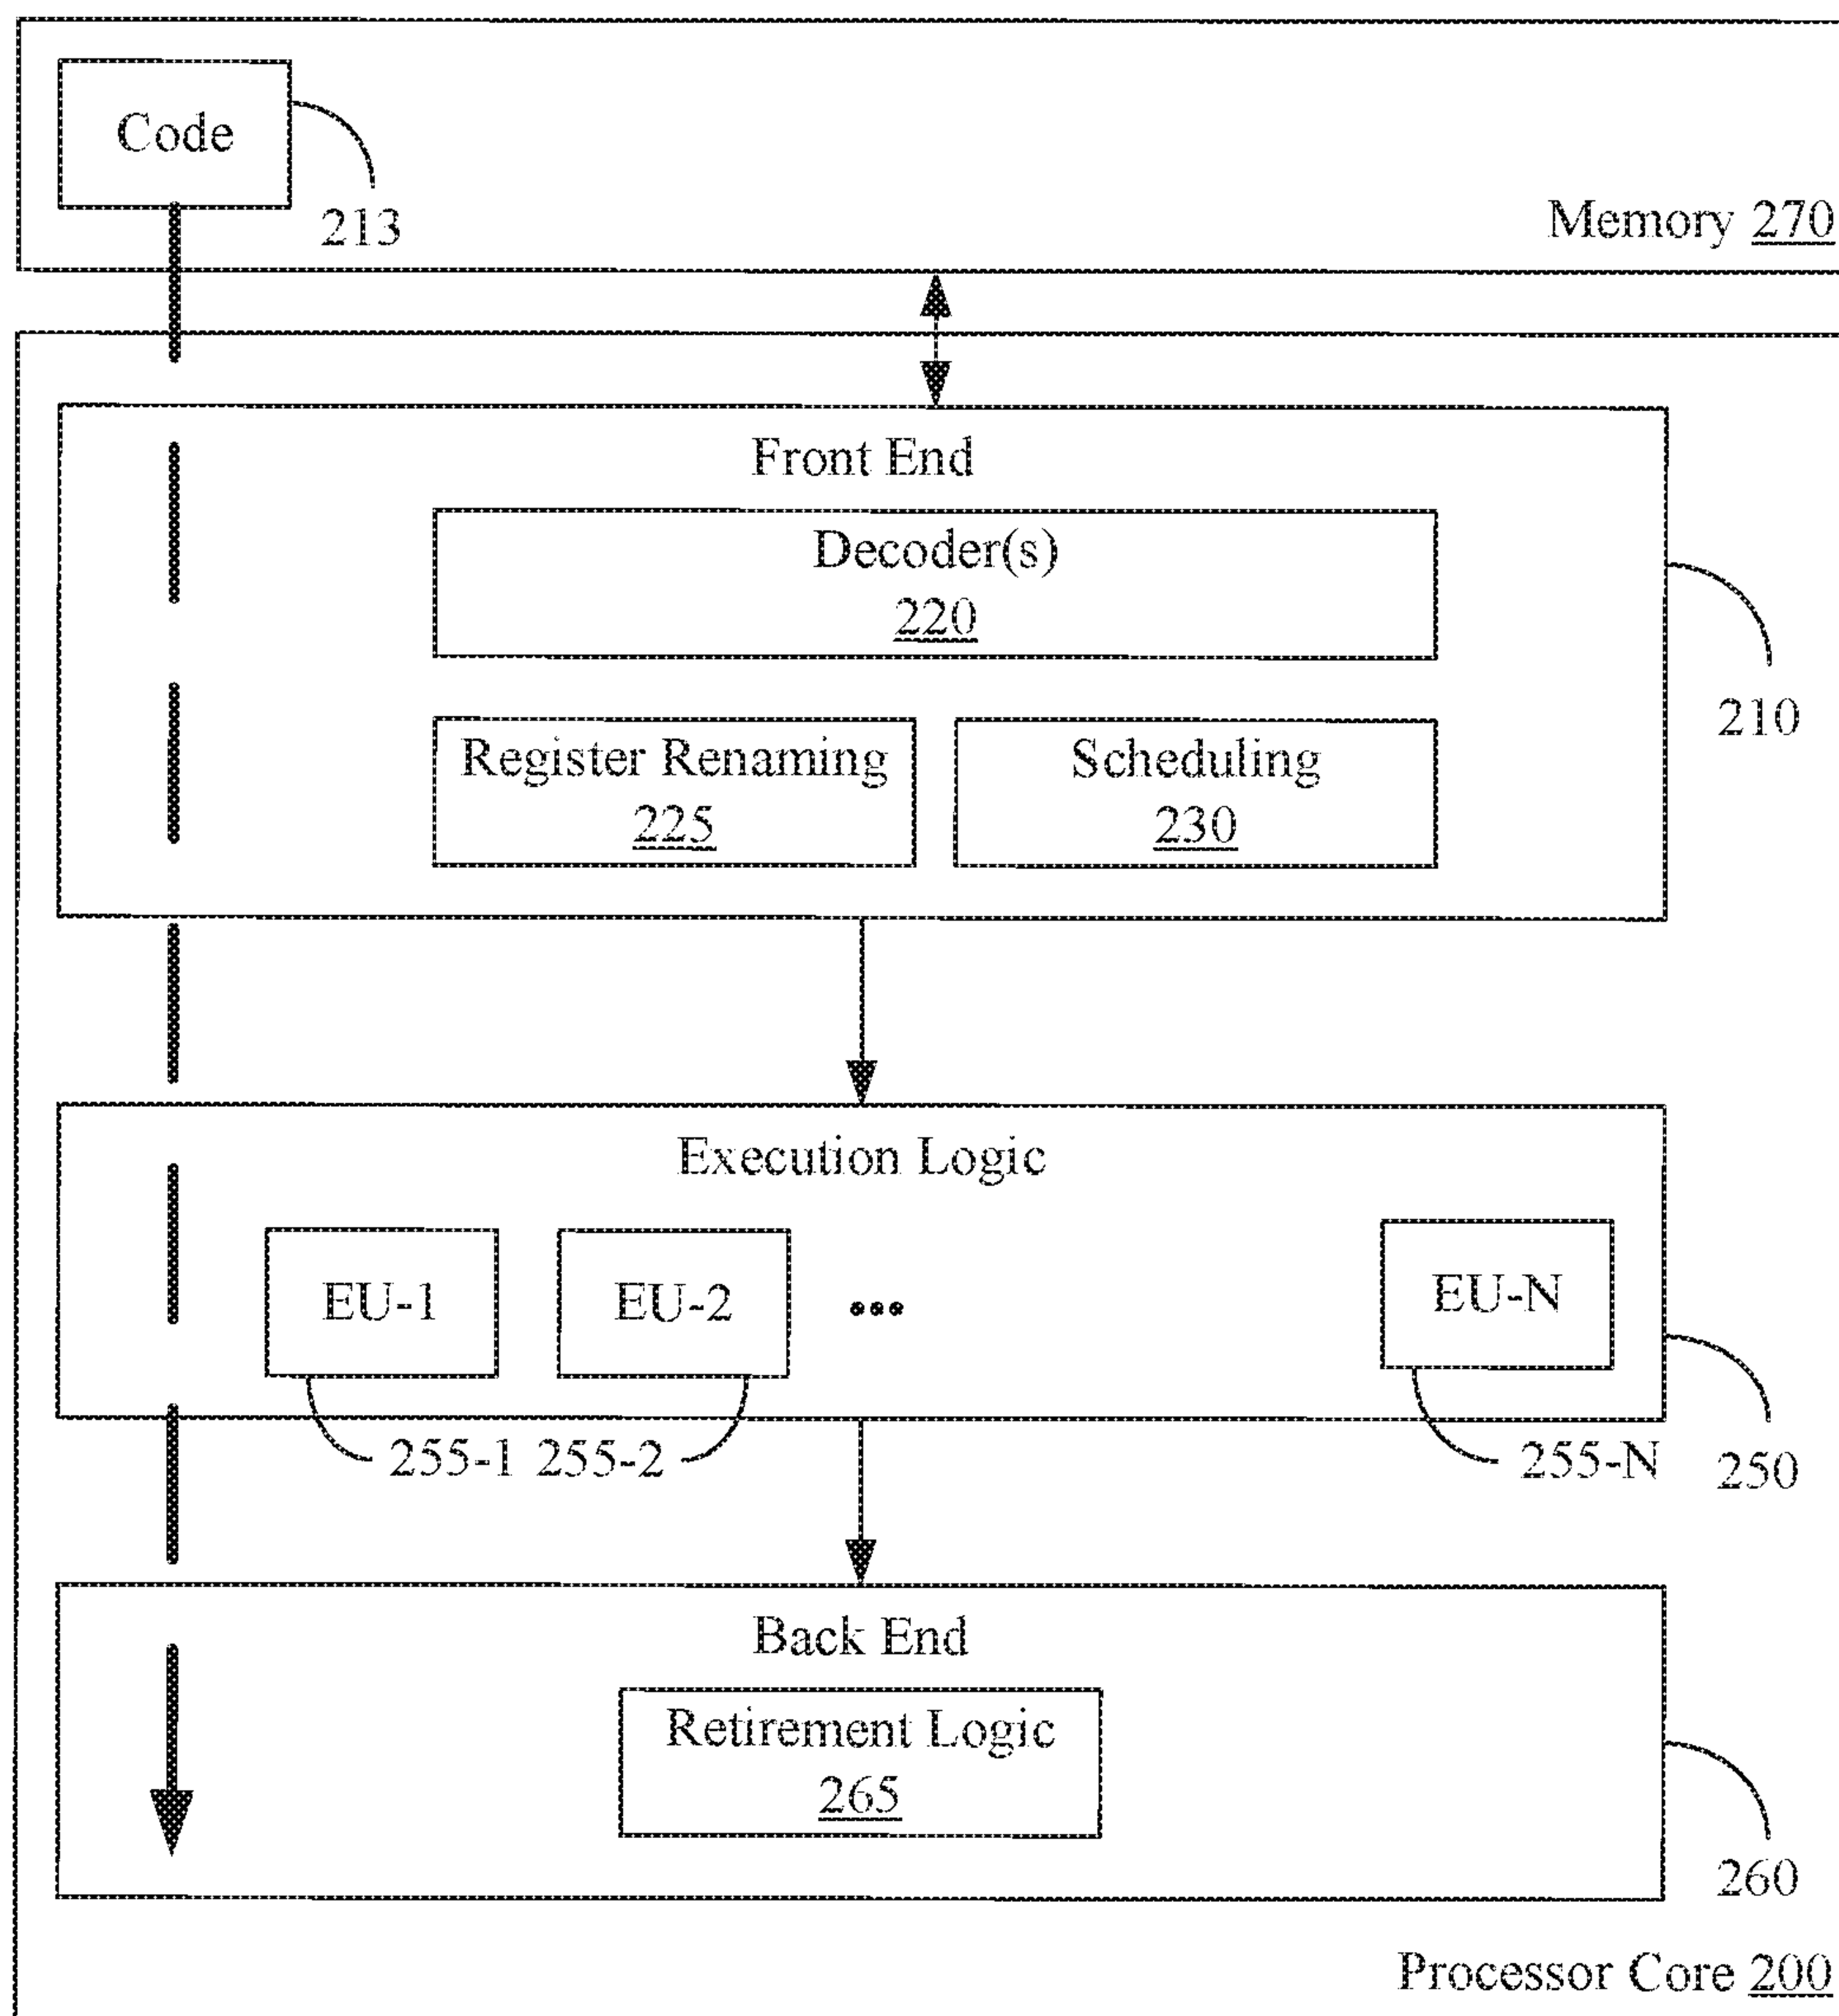 Code
213
Memory 270
Front End
Decoder(s)
220
210
Register Renaming
225
Scheduling
230
Execution Logic
EU-1
EU-2
•••
EU-N
255-1
255-2
255-N
250
Back End
Retirement Logic
265
260
Processor Core 200